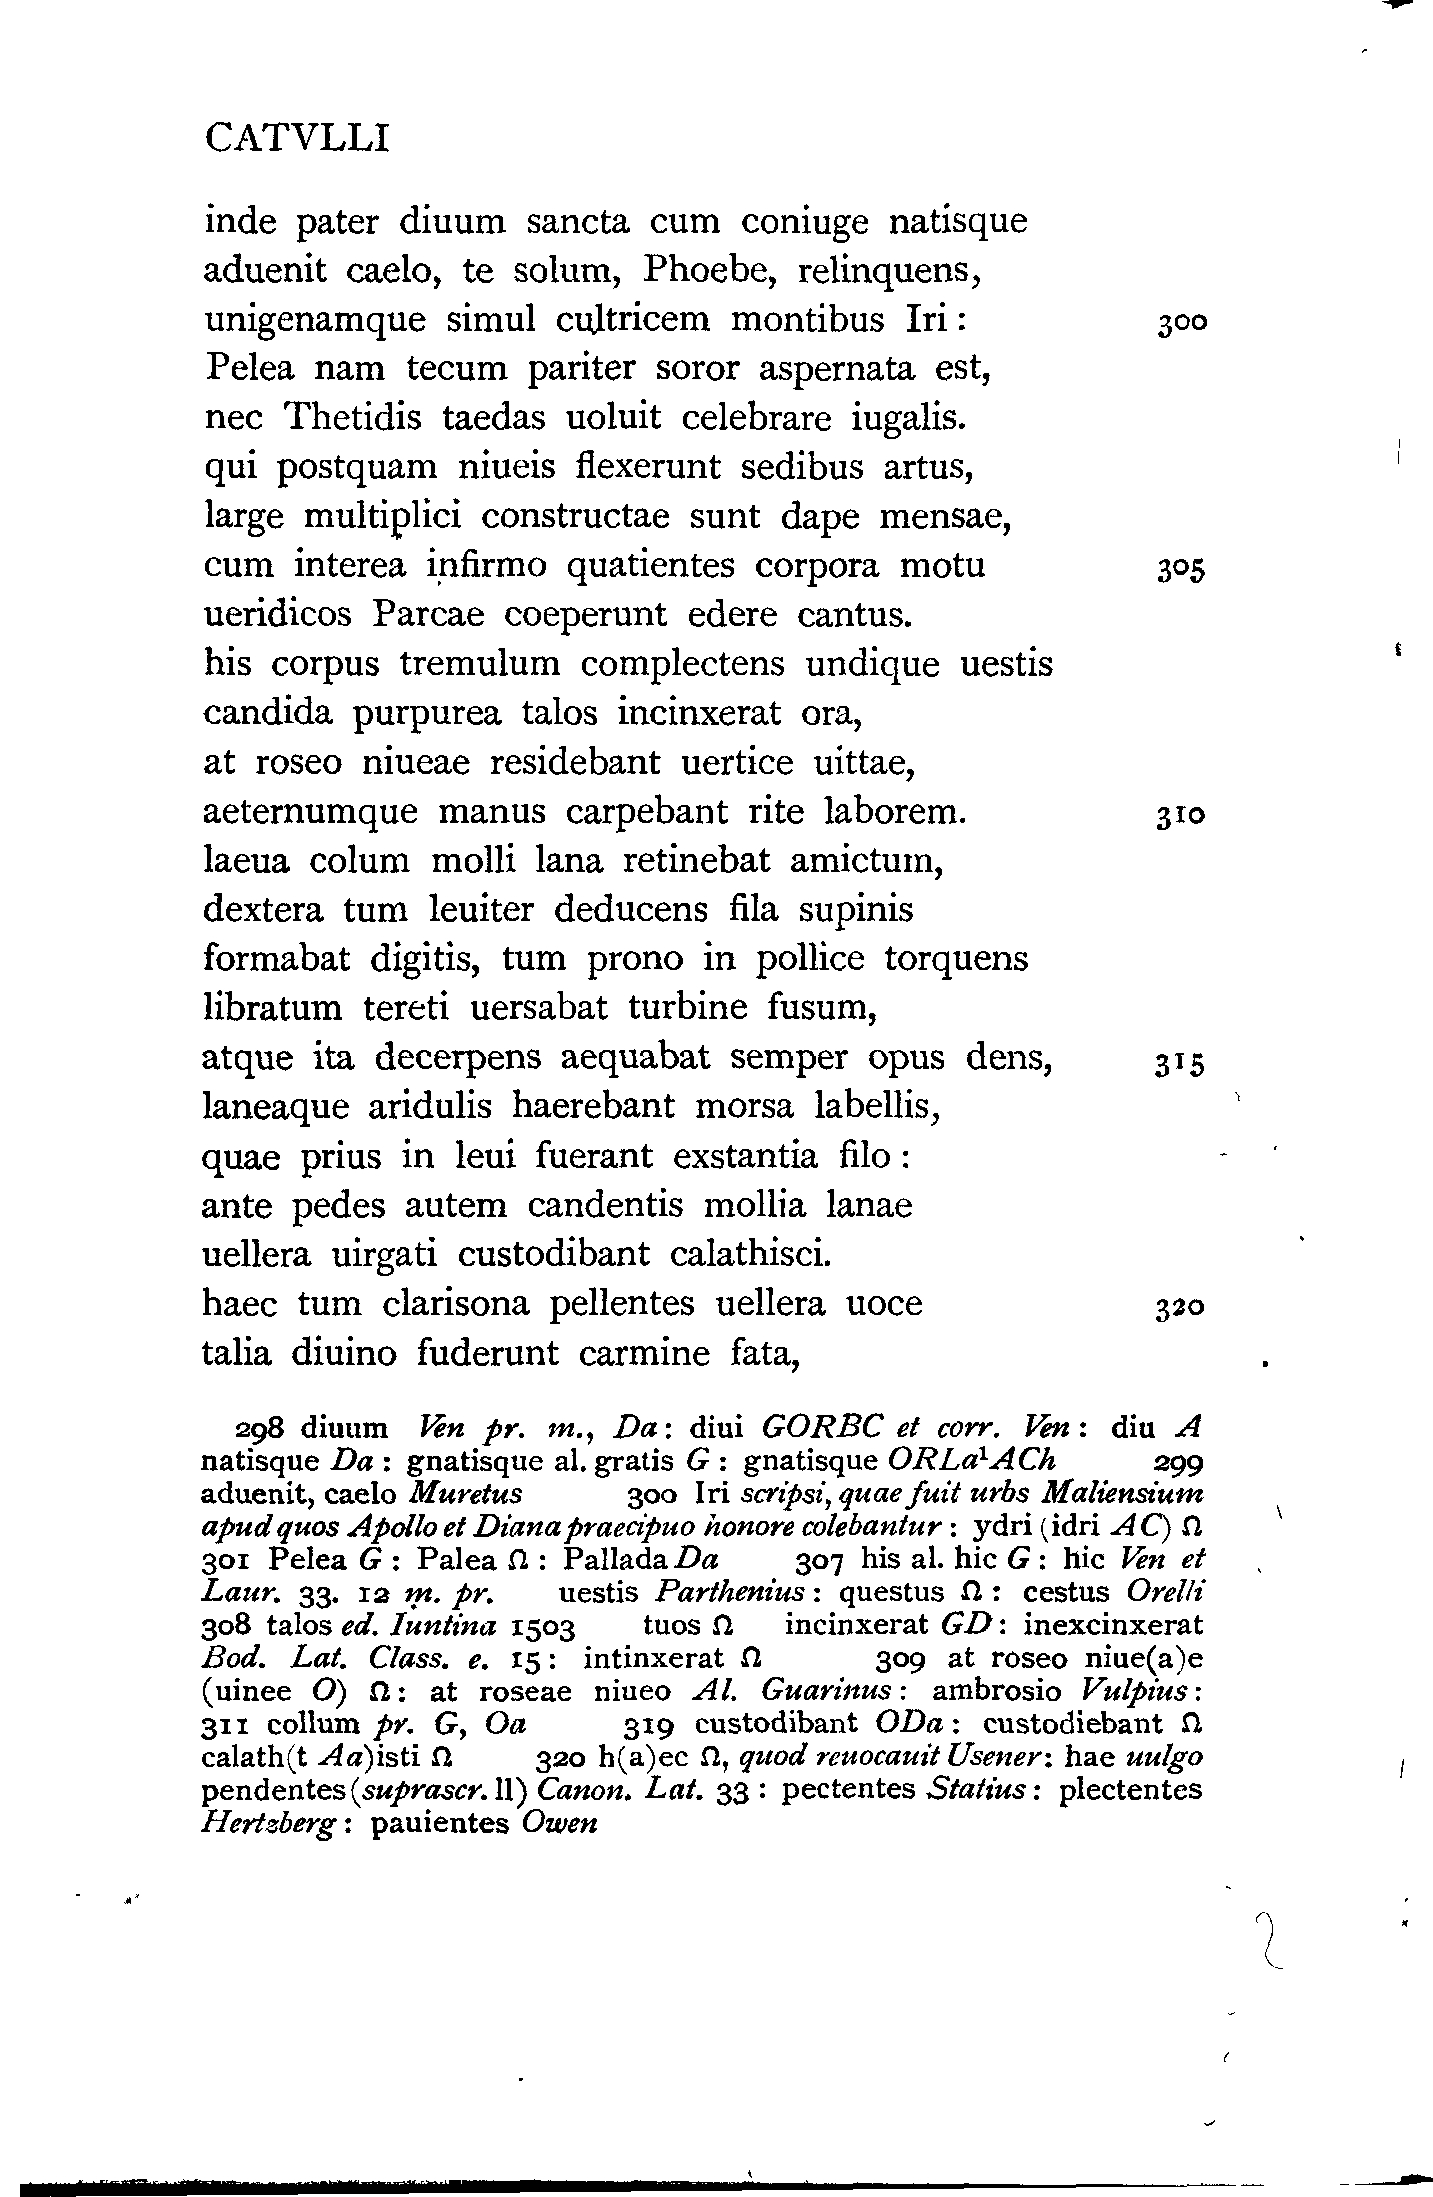 CATVLLI
inde pater diuum sancta cum coniuge natisque
aduenit caelo, te solum, Phoebe, relinquens,
unigenamque simul cultricem montibus Iri : 300
Pelea nam tecum pariter soror aspernata est,
nec Thetidis taedas uoluit celebrare iugalis.
qui postquam niueis flexerunt sedibus artus,
large multiplici constructae sunt dape mensae,
cum interea infirmo quatientes corpora motu 305
ueridicos Parcae coeperunt edere cantus.
his corpus tremulum complectens undique uestis
candida purpurea talos incinxerat ora,
at roseo niueae residebant uertice uittae,
aeternumque manus carpebant rite laborem. 310
laeua colum molli lana retinebat amictum,
dextera tum leuiter deducens fila supinis
formabat digitis, tum prono in pollice torquens
libratum tereti uersabat turbine fusum,
atque ita decerpens aequabat semper opus dens, 315
laneaque aridulis haerebant morsa labellis,
quae prius in leui fuerant exstantia filo :
ante pedes autem candentis mollia lanae
uellera uirgati custodibant calathisci.
haec tum clarisona pellentes uellera uoce 320
talia diuino fuderunt carmine fata,
298 diuum Ven pr. m., Da : diui GORBC et corr. Ven : diu A
natisque Da : gnatisque al. gratis G : gnatisque ORLa¹ACh 299
aduenit, caelo Muretus 300 Iri scripsi, quae fuit urbs Maliensium
apud quos Apollo et Diana praecipuo honore colebantur : ydri (idri AC) Ω
301 Pelea G : Palea Ω : Pallada Da 307 his al. hic G : hic Ven et
Laur. 33. 12 m. pr. uestis Parthenius : questus Ω : cestus Orelli
308 talos ed. Iuntina 1503 tuos Ω incinxerat GD : inexcinxerat
Bod. Lat. Class. e. 15 : intinxerat Ω 309 at roseo niue(a)e
(uinee O) Ω : at roseae niueo Al. Guarinus : ambrosio Vulpius :
311 collum pr. G, Oa 319 custodibant ODa : custodiebant Ω
calath(t Aa)isti Ω 320 h(a)ec Ω, quod reuocauit Usener : hae uulgo
pendentes (suprascr. ll) Canon. Lat. 33 : pectentes Statius : plectentes
Hertzberg : pauientes Owen